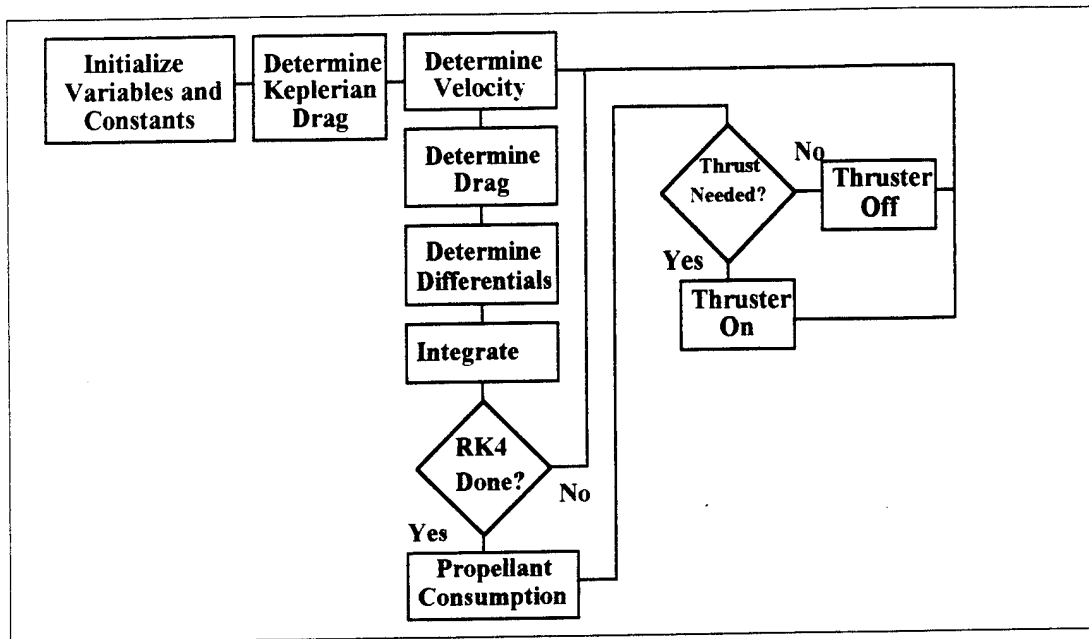 Initialize
Variables and
Constants
Determine
Keplerian
Drag
Determine
Velocity
Determine
Drag
Determine
Differentials
Integrate
RK4
Done?
No
Yes
Propellant
Consumption
Thrust
Needed?
No
Thruster
Off
Yes
Thruster
On